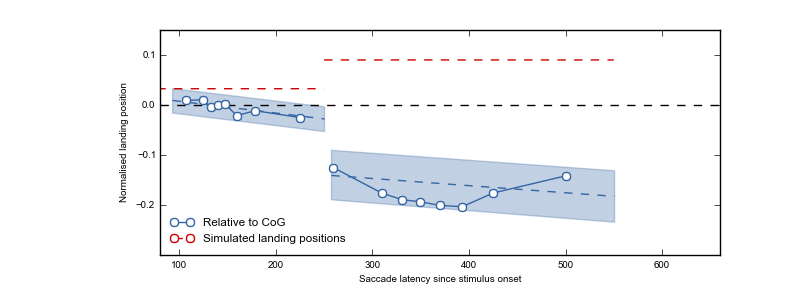 0.1
0.0
−0.1
−0.2
Normalised landing position
Relative to CoG
Simulated landing positions
100 200 300 400 500 600
Saccade latency since stimulus onset